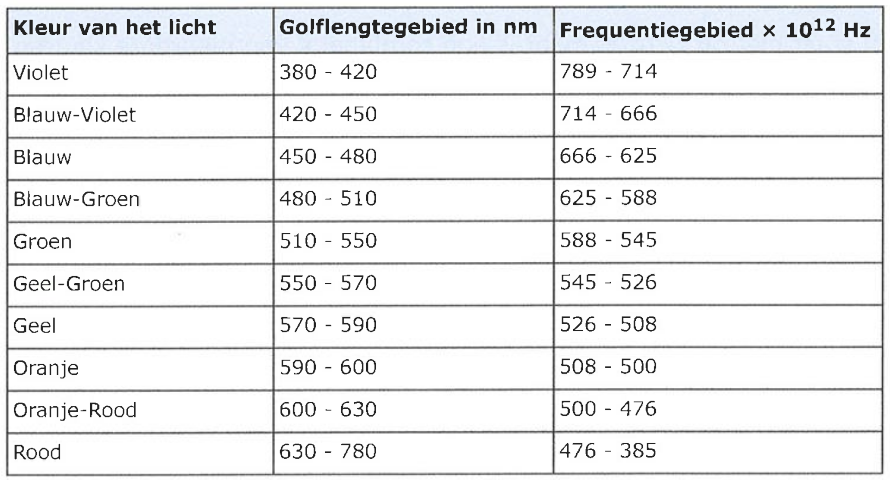 Kleur van het licht Golflengtegebied in nm Frequentiegebied × 10¹² Hz
Violet 380 - 420 789 - 714
Blauw-Violet 420 - 450 714 - 666
Blauw 450 - 480 666 - 625
Blauw-Groen 480 - 510 625 - 588
Groen 510 - 550 588 - 545
Geel-Groen 550 - 570 545 - 526
Geel 570 - 590 526 - 508
Oranje 590 - 600 508 - 500
Oranje-Rood 600 - 630 500 - 476
Rood 630 - 780 476 - 385